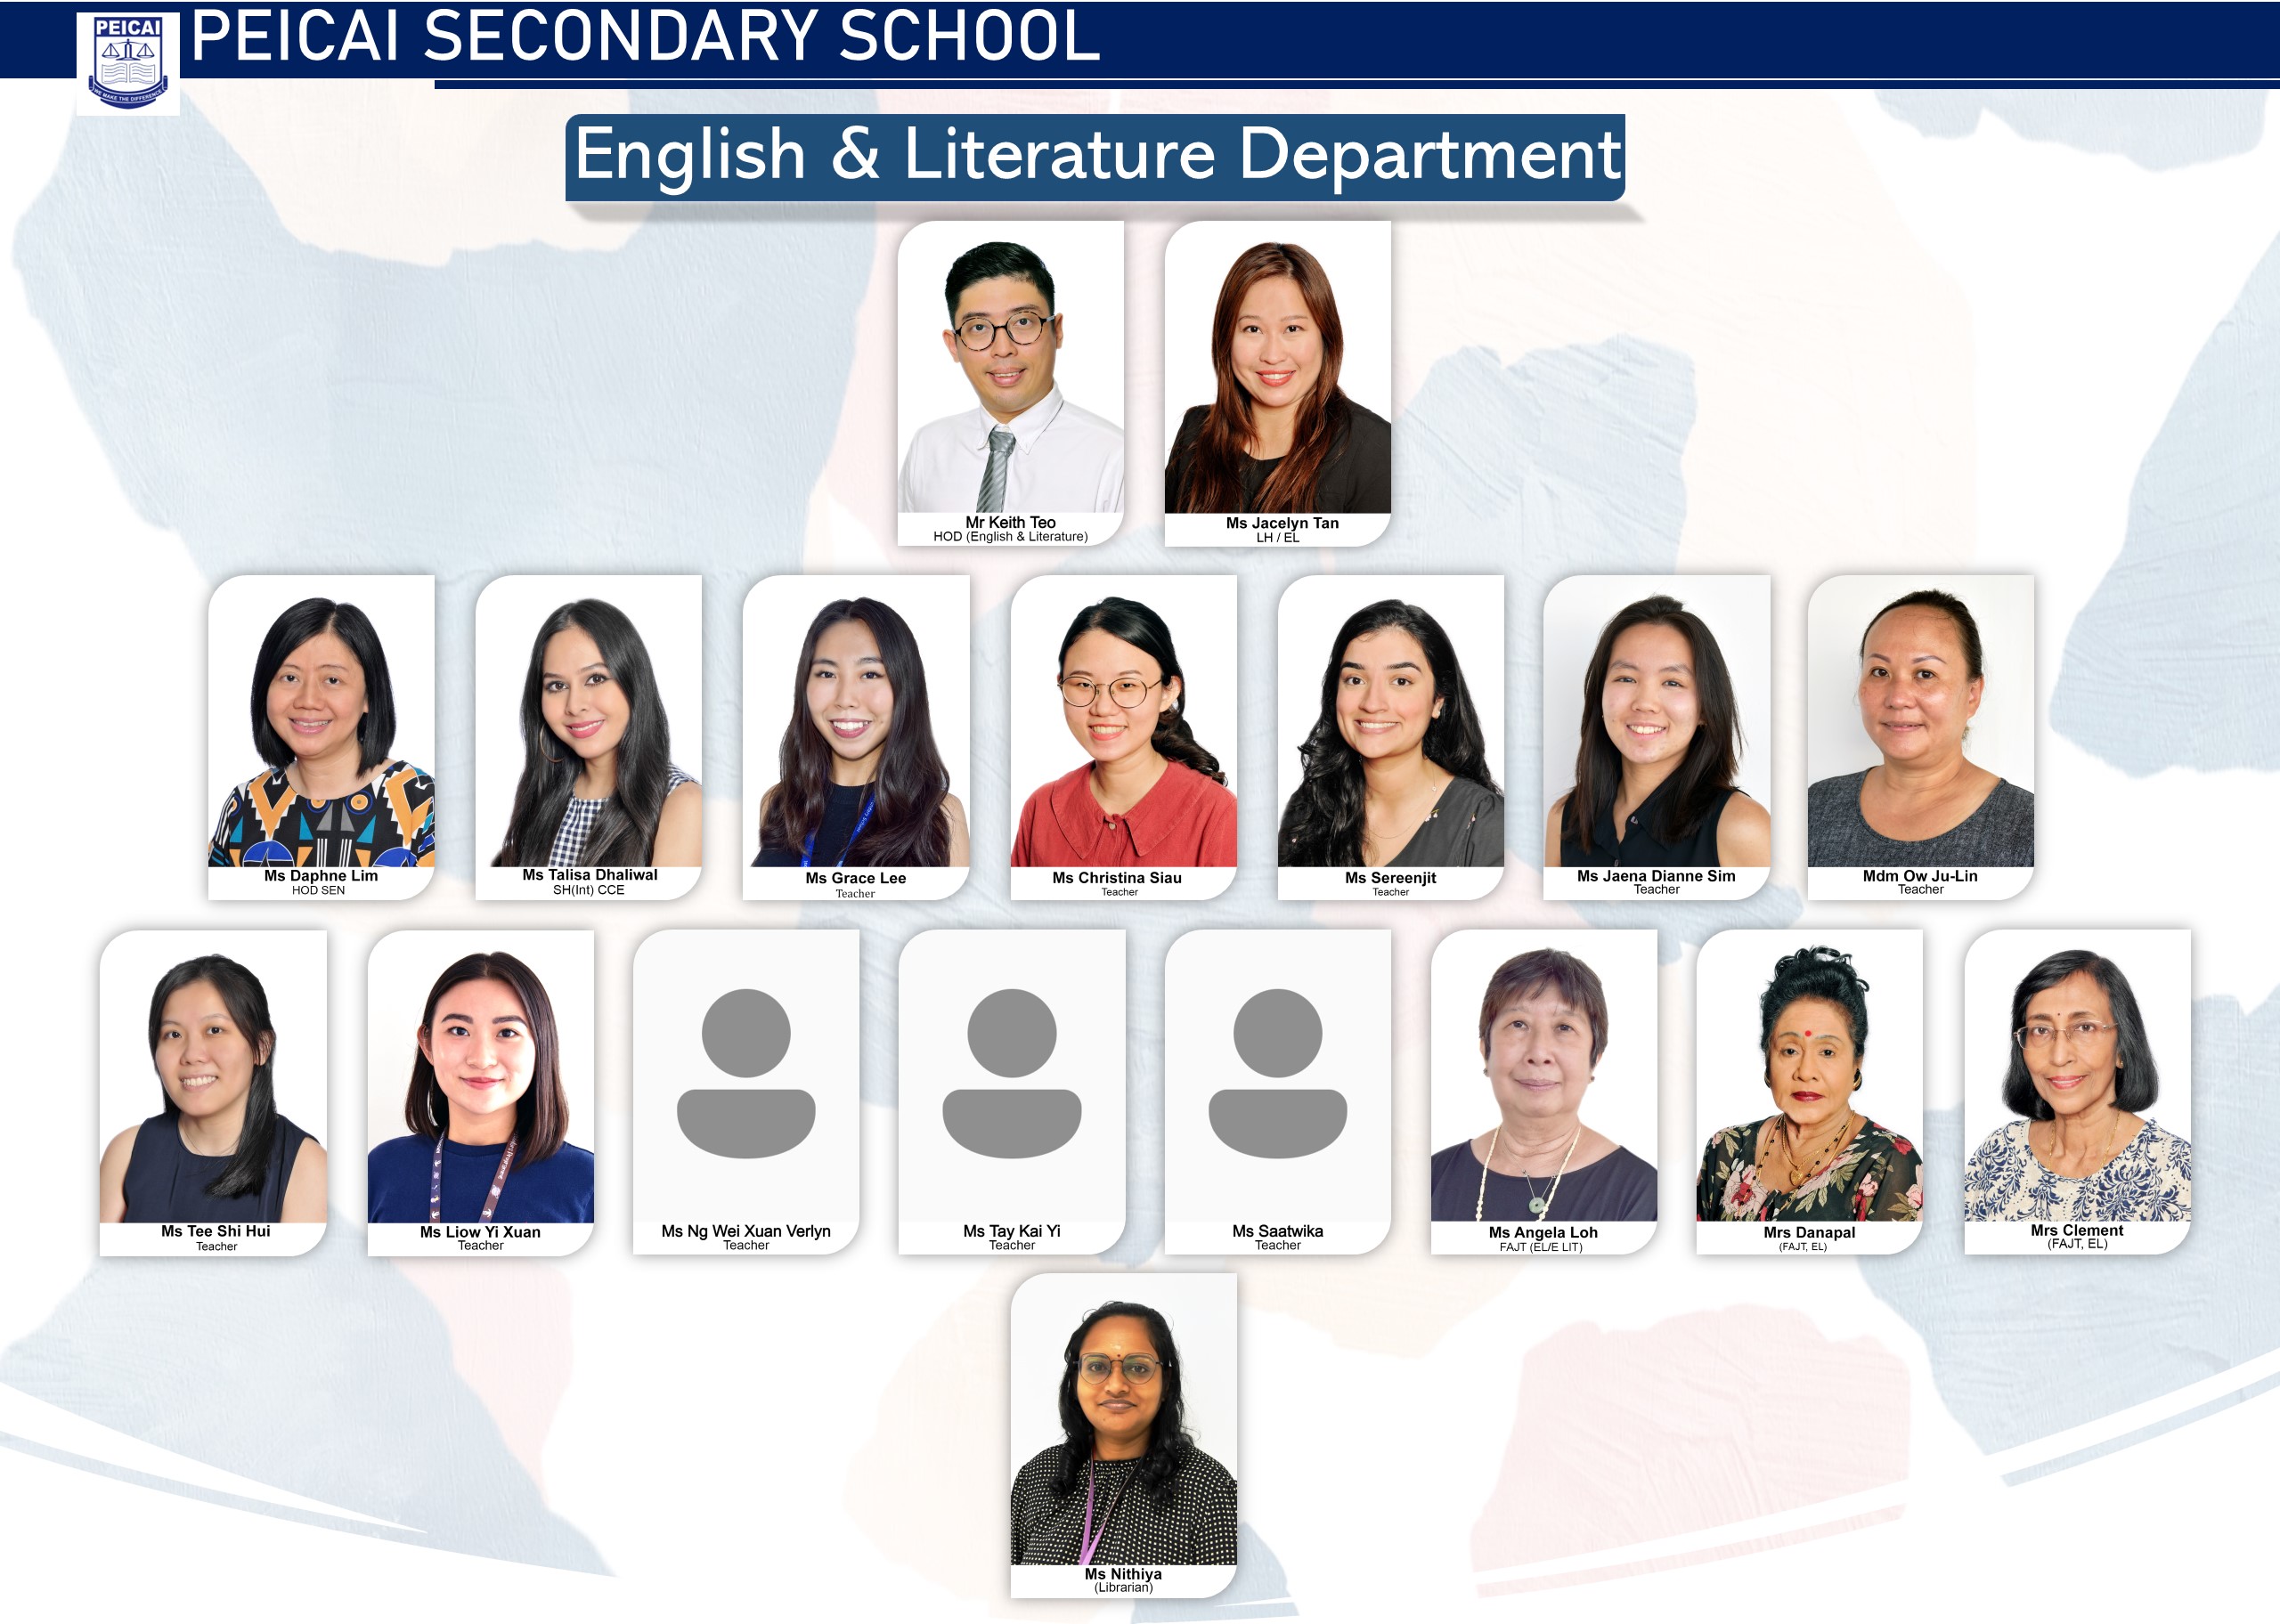 PEICAI
WE MAKE THE DIFFERENCE
PEICAI SECONDARY SCHOOL
English & Literature Department
Mr Keith Teo
HOD (English & Literature)
Ms Jacelyn Tan
LH / EL
Ms Daphne Lim
HOD SEN
Ms Talisa Dhaliwal
SH(Int) CCE
Ms Grace Lee
Teacher
Ms Christina Siau
Teacher
Ms Sereenjit
Teacher
Ms Jaena Dianne Sim
Teacher
Mdm Ow Ju-Lin
Teacher
Ms Tee Shi Hui
Teacher
Ms Liow Yi Xuan
Teacher
Ms Ng Wei Xuan Verlyn
Teacher
Ms Tay Kai Yi
Teacher
Ms Saatwika
Teacher
Ms Angela Loh
FAJT (EL/E LIT)
Mrs Danapal
(FAJT, EL)
Mrs Clement
(FAJT, EL)
Ms Nithiya
(Librarian)